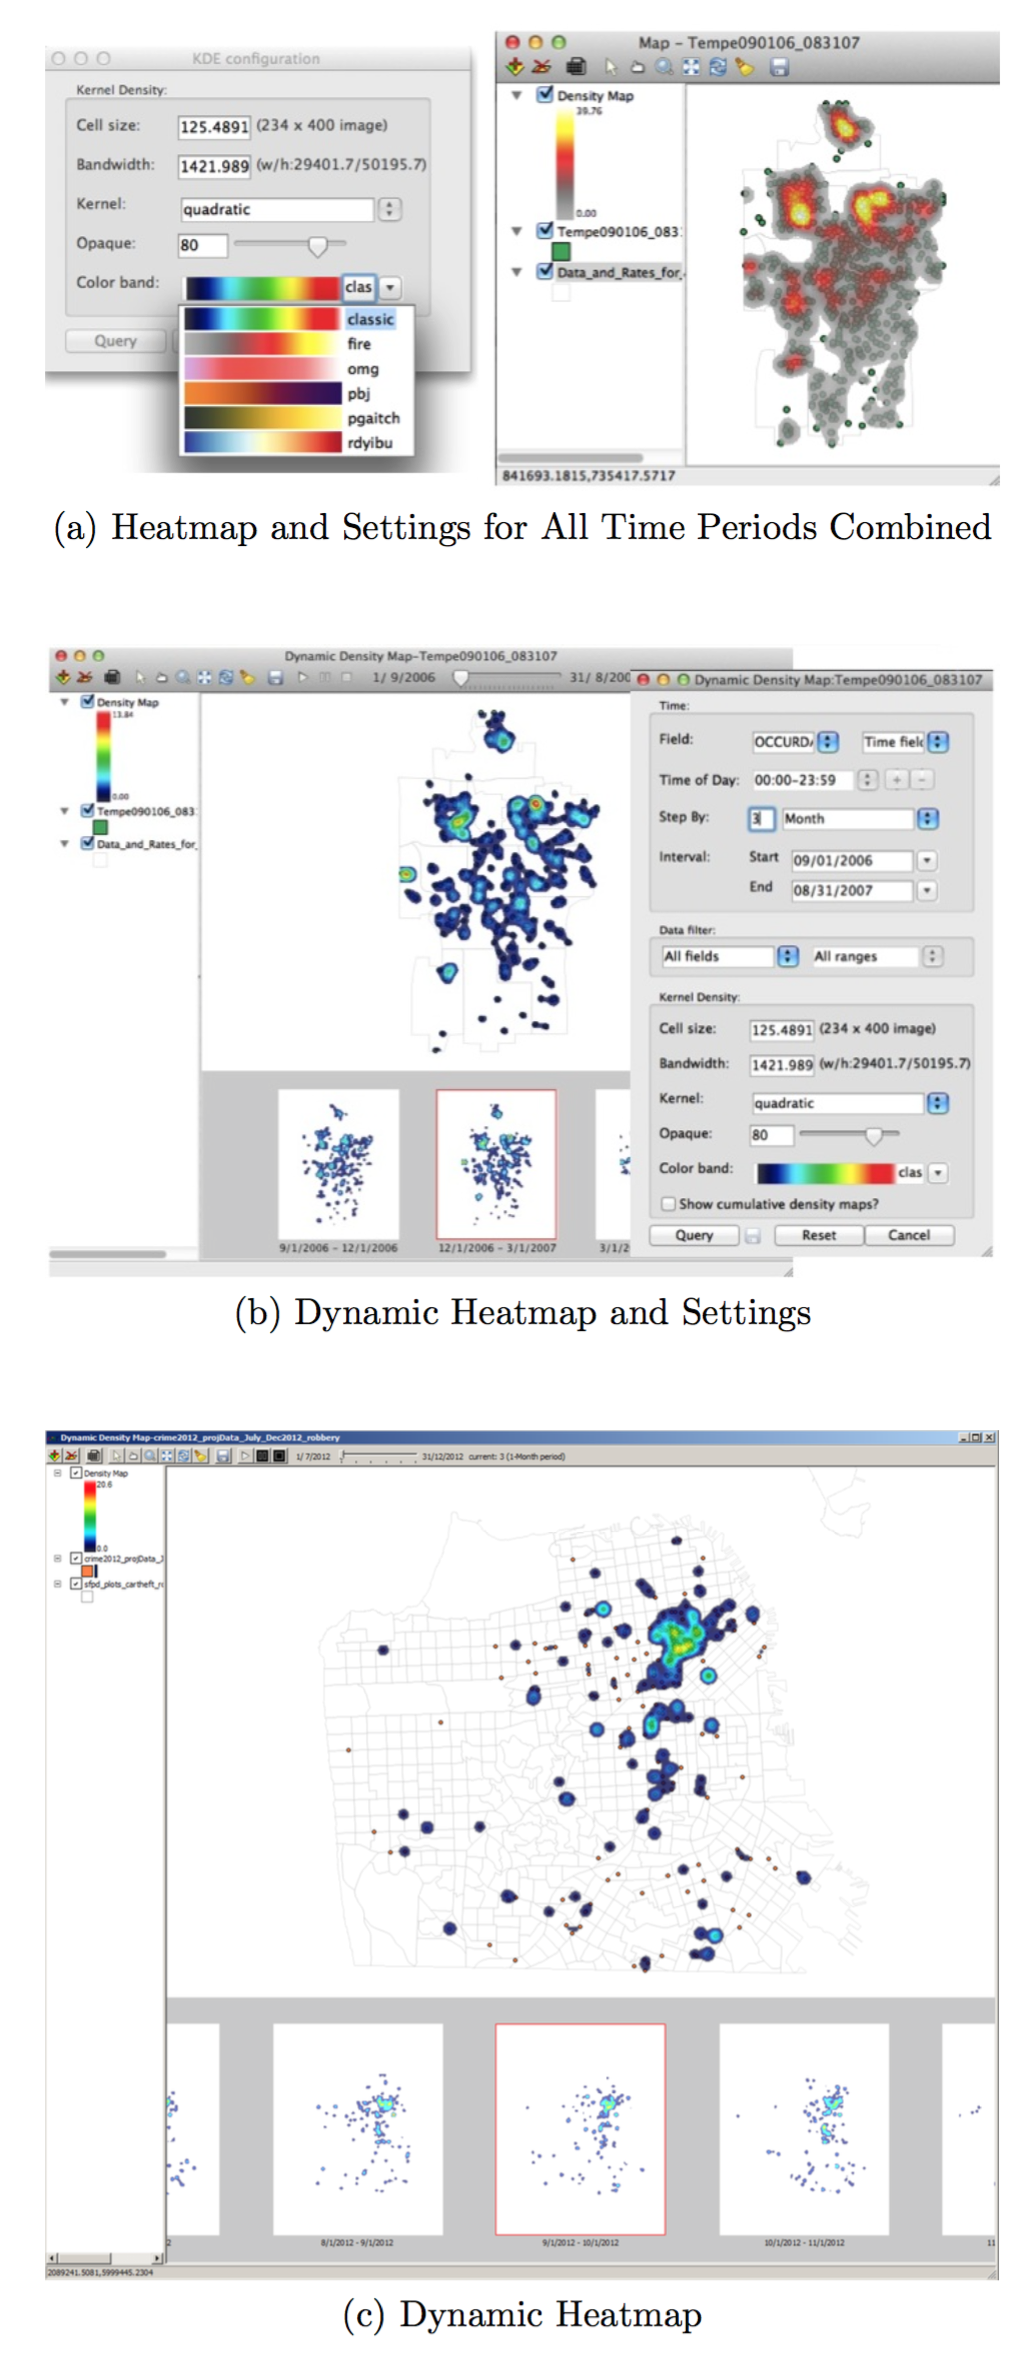 KDE configuration
Kernel Density:
Cell size: 125.4891 (234 x 400 image)
Bandwidth: 1421.989 (w/h:29401.7/50195.7)
Kernel: quadratic
Opaque: 80
Color band: clas
classic
fire
omg
pbj
pgaitch
rdyibu
Query
Map - Tempe090106_083107
Density Map
39.76
0.00
Tempe090106_083
Data_and_Rates_for_
841693.1815,735417.5717
(a) Heatmap and Settings for All Time Periods Combined
Dynamic Density Map-Tempe090106_083107
1/ 9/2006 31/ 8/200
Density Map
13.84
0.00
Tempe090106_083
Data_and_Rates_for_
9/1/2006 - 12/1/2006
12/1/2006 - 3/1/2007
3/1/2
Dynamic Density Map:Tempe090106_083107
Time:
Field: OCCURD Time field
Time of Day: 00:00-23:59 + -
Step By: 3 Month
Interval: Start 09/01/2006
End 08/31/2007
Data filter:
All fields All ranges
Kernel Density:
Cell size: 125.4891 (234 x 400 image)
Bandwidth: 1421.989 (w/h:29401.7/50195.7)
Kernel: quadratic
Opaque: 80
Color band: clas
Show cumulative density maps?
Query Reset Cancel
(b) Dynamic Heatmap and Settings
Dynamic Density Map-crime2012_projData_July_Dec2012_robbery
1/ 7/2012 31/12/2012 current: 3 (1-Month period)
Density Map
20.6
0.0
crime2012_projData_J
sfpd_plots_cartheft_r
2
8/1/2012 - 9/1/2012
9/1/2012 - 10/1/2012
10/1/2012 - 11/1/2012
11
2089241.5081,5999445.2304
(c) Dynamic Heatmap